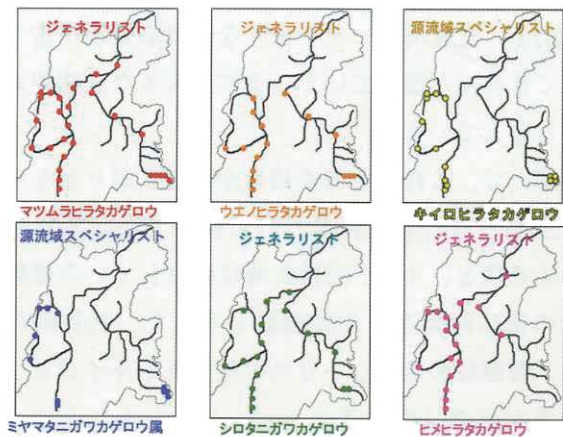 ジェネラリスト
マツムラヒラタカゲロウ
ジェネラリスト
ウエノヒラタカゲロウ
源流域スペシャリスト
キイロヒラタカゲロウ
源流域スペシャリスト
ミヤマタニガワカゲロウ属
ジェネラリスト
シロタニガワカゲロウ
ジェネラリスト
ヒメヒラタカゲロウ